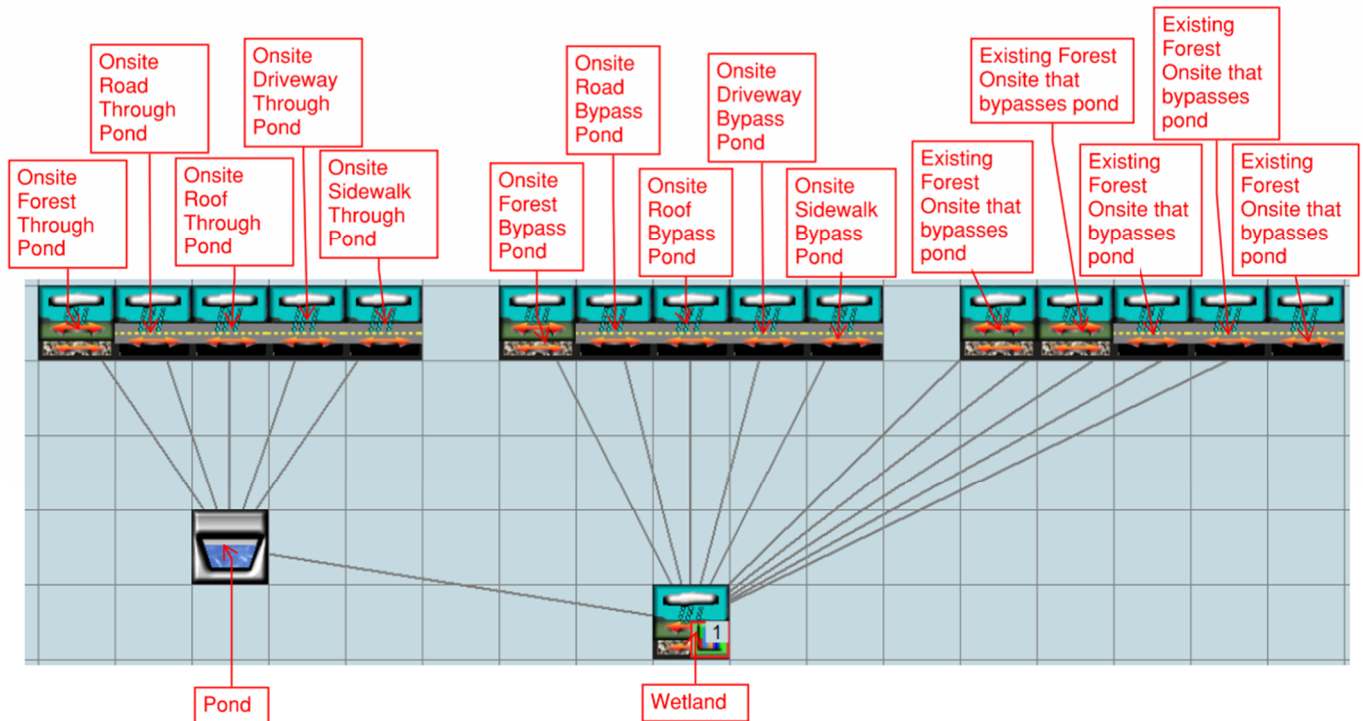 Onsite
Road
Through
Pond
Onsite
Driveway
Through
Pond
Onsite
Road
Bypass
Pond
Onsite
Driveway
Bypass
Pond
Existing Forest
Onsite that
bypasses pond
Existing
Forest
Onsite that
bypasses
pond
Onsite
Forest
Through
Pond
Onsite
Roof
Through
Pond
Onsite
Sidewalk
Through
Pond
Onsite
Forest
Bypass
Pond
Onsite
Roof
Bypass
Pond
Onsite
Sidewalk
Bypass
Pond
Existing
Forest
Onsite that
bypasses
pond
Existing
Forest
Onsite that
bypasses
pond
Existing
Forest
Onsite that
bypasses
pond
1
Pond
Wetland